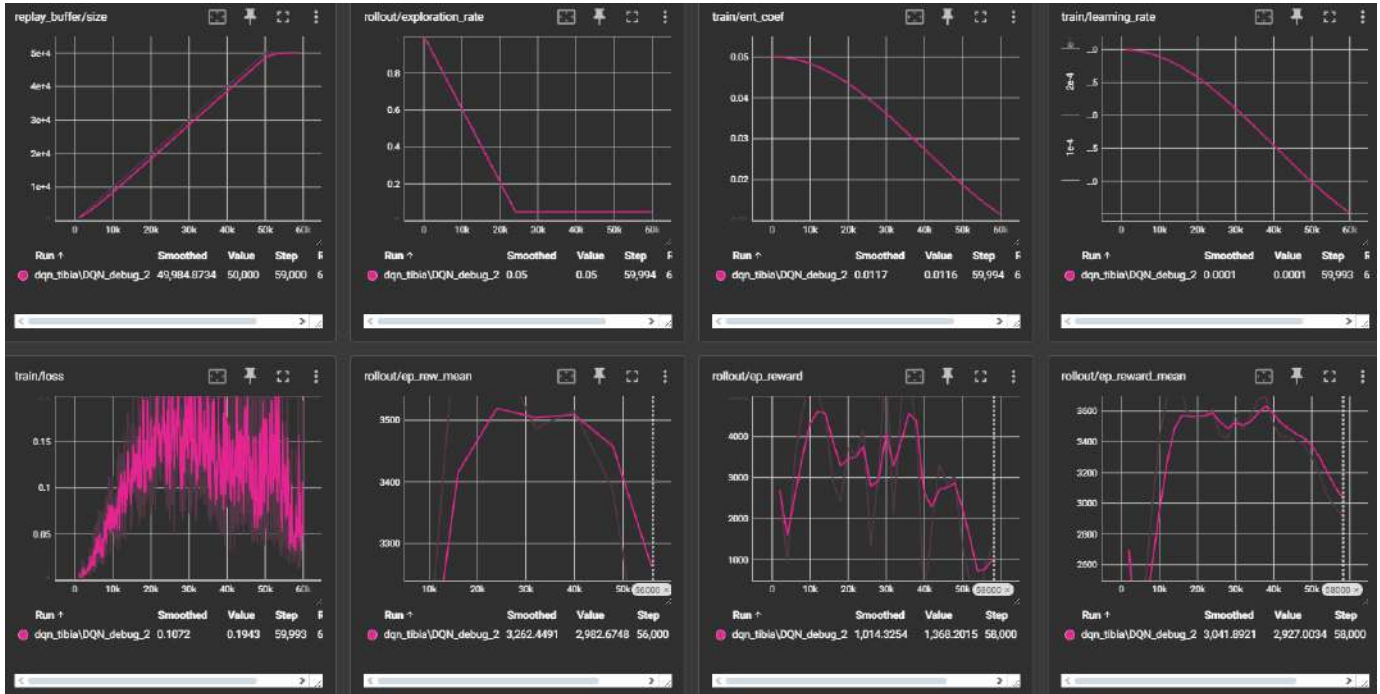 replay_buffer/size
5e+4
4e+4
3e+4
2e+4
1e+4
0 10k 20k 30k 40k 50k 60k
Run ↑ Smoothed Value Step R
dqn_tibia\DQN_debug_2 49,984.8734 50,000 59,000 6
rollout/exploration_rate
0.8
0.6
0.4
0.2
0 10k 20k 30k 40k 50k 60k
Run ↑ Smoothed Value Step R
dqn_tibia\DQN_debug_2 0.05 0.05 59,994 6
train/ent_coef
0.05
0.04
0.03
0.02
0 10k 20k 30k 40k 50k 60k
Run ↑ Smoothed Value Step F
dqn_tibia\DQN_debug_2 0.0117 0.0116 59,994 6
train/learning_rate
2e-4
1e-4
...0
...5
...0
...5
...0
0 10k 20k 30k 40k 50k 60k
Run ↑ Smoothed Value Step F
dqn_tibia\DQN_debug_2 0.0001 0.0001 59,993 6
train/loss
0.15
0.1
0.05
0 10k 20k 30k 40k 50k 60k
Run ↑ Smoothed Value Step F
dqn_tibia\DQN_debug_2 0.1072 0.1943 59,993 6
rollout/ep_rew_mean
3500
3400
3300
10k 20k 30k 40k 50k 56000 ×
Run ↑ Smoothed Value Step
dqn_tibia\DQN_debug_2 3,262.4491 2,982.6748 56,000
rollout/ep_reward
4000
3000
2000
1000
0 10k 20k 30k 40k 50k 58000 ×
Run ↑ Smoothed Value Step
dqn_tibia\DQN_debug_2 1,014.3254 1,368.2015 58,000
rollout/ep_reward_mean
3600
3400
3200
3000
2800
2600
0 10k 20k 30k 40k 50k 58000 ×
Run ↑ Smoothed Value Step
dqn_tibia\DQN_debug_2 3,041.8921 2,927.0034 58,000